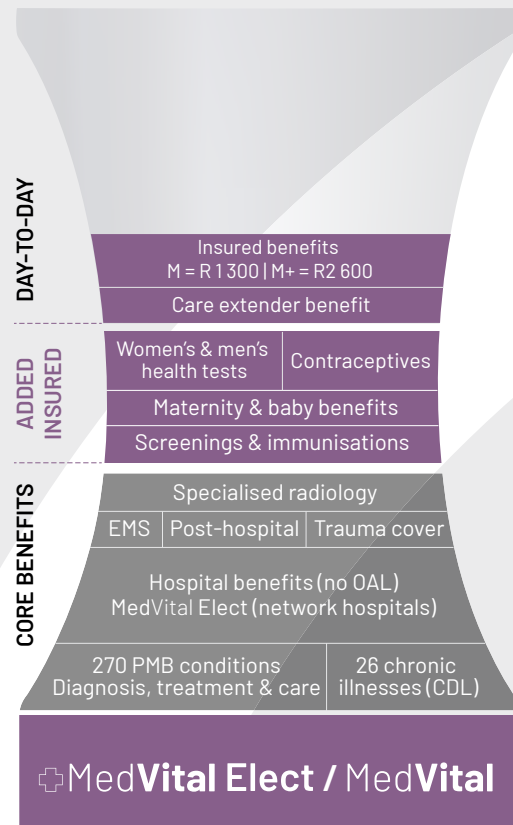 DAY-TO-DAY
Insured benefits
M = R 1 300 | M+ = R2 600
Care extender benefit
ADDED
INSURED
Women's & men's
health tests
Contraceptives
Maternity & baby benefits
Screenings & immunisations
CORE BENEFITS
Specialised radiology
EMS
Post-hospital
Trauma cover
Hospital benefits (no OAL)
MedVital Elect (network hospitals)
270 PMB conditions
Diagnosis, treatment & care
26 chronic
illnesses (CDL)
MedVital Elect / MedVital